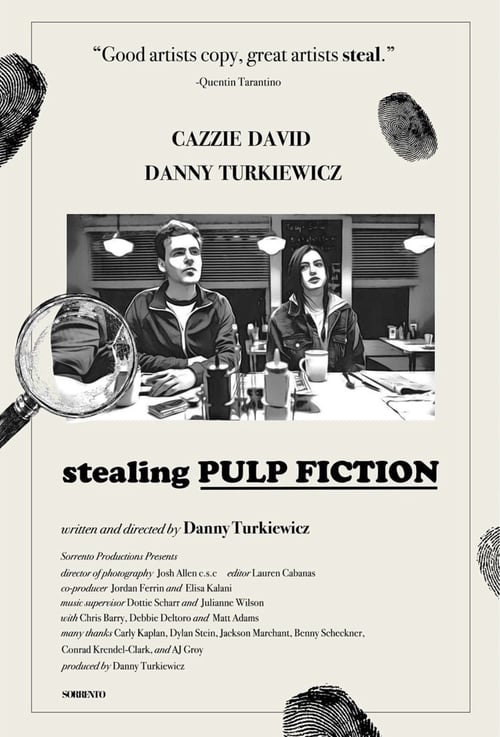 “Good artists copy, great artists steal.”
-Quentin Tarantino
CAZZIE DAVID
DANNY TURKIEWICZ
stealing PULP FICTION
written and directed by Danny Turkiewicz
Sorrento Productions Presents
director of photography Josh Allen c.s.c editor Lauren Cabanas
co-producer Jordan Ferrin and Elisa Kalani
music supervisor Dottie Scharr and Julianne Wilson
with Chris Barry, Debbie Deltoro and Matt Adams
many thanks Carly Kaplan, Dylan Stein, Jackson Marchant, Benny Scheckner,
Conrad Krendel-Clark, and AJ Groy
produced by Danny Turkiewicz
SORRENTO